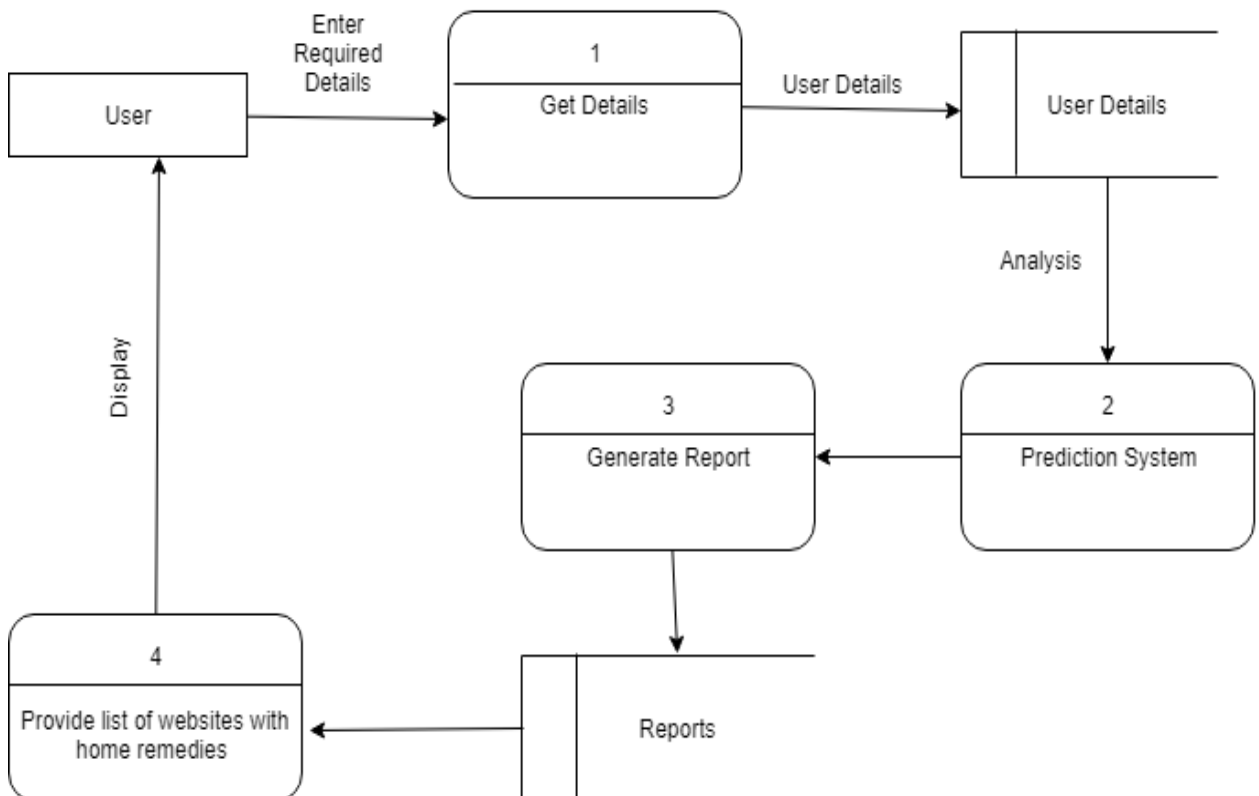 User
Enter
Required
Details
1
Get Details
User Details
User Details
Analysis
2
Prediction System
3
Generate Report
Reports
4
Provide list of websites with
home remedies
Display